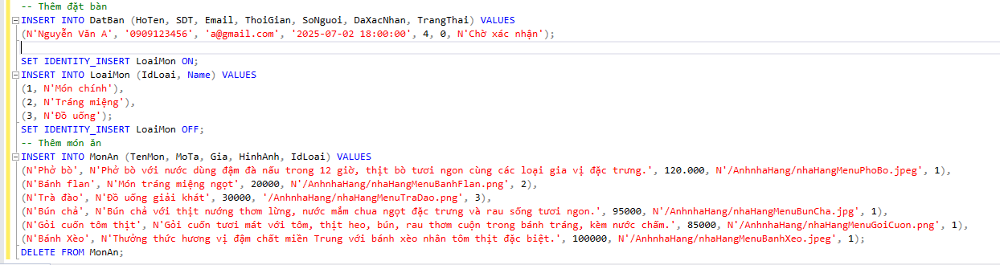 -- Thêm đặt bàn
INSERT INTO DatBan (HoTen, SDT, Email, ThoiGian, SoNguoi, DaXacNhan, TrangThai) VALUES
(N'Nguyễn Văn A', '0909123456', 'a@gmail.com', '2025-07-02 18:00:00', 4, 0, N'Chờ xác nhận');
SET IDENTITY_INSERT LoaiMon ON;
INSERT INTO LoaiMon (IdLoai, Name) VALUES
(1, N'Món chính'),
(2, N'Tráng miệng'),
(3, N'Đồ uống');
SET IDENTITY_INSERT LoaiMon OFF;
-- Thêm món ăn
INSERT INTO MonAn (TenMon, MoTa, Gia, HinhAnh, IdLoai) VALUES
(N'Phở bò', N'Phở bò với nước dùng đậm đà nấu trong 12 giờ, thịt bò tươi ngon cùng các loại gia vị đặc trưng.', 120.000, N'/AnhnhaHang/nhaHangMenuPhoBo.jpeg', 1),
(N'Bánh flan', N'Món tráng miệng ngọt', 20000, N'/AnhnhaHang/nhaHangMenuBanhFlan.png', 2),
(N'Trà đào', N'Đồ uống giải khát', 30000, '/AnhnhaHang/nhaHangMenuTraDao.png', 3),
(N'Bún chả', N'Bún chả với thịt nướng thơm lừng, nước mắm chua ngọt đặc trưng và rau sống tươi ngon.', 95000, N'/AnhnhaHang/nhaHangMenuBunCha.jpg', 1),
(N'Gỏi cuốn tôm thịt', N'Gỏi cuốn tươi mát với tôm, thịt heo, bún, rau thơm cuộn trong bánh tráng, kèm nước chấm.', 85000, N'/AnhnhaHang/nhaHangMenuGoiCuon.png', 1),
(N'Bánh Xèo', N'Thưởng thức hương vị đậm chất miền Trung với bánh xèo nhân tôm thịt đặc biệt.', 100000, N'/AnhnhaHang/nhaHangMenuBanhXeo.jpeg', 1);
DELETE FROM MonAn;